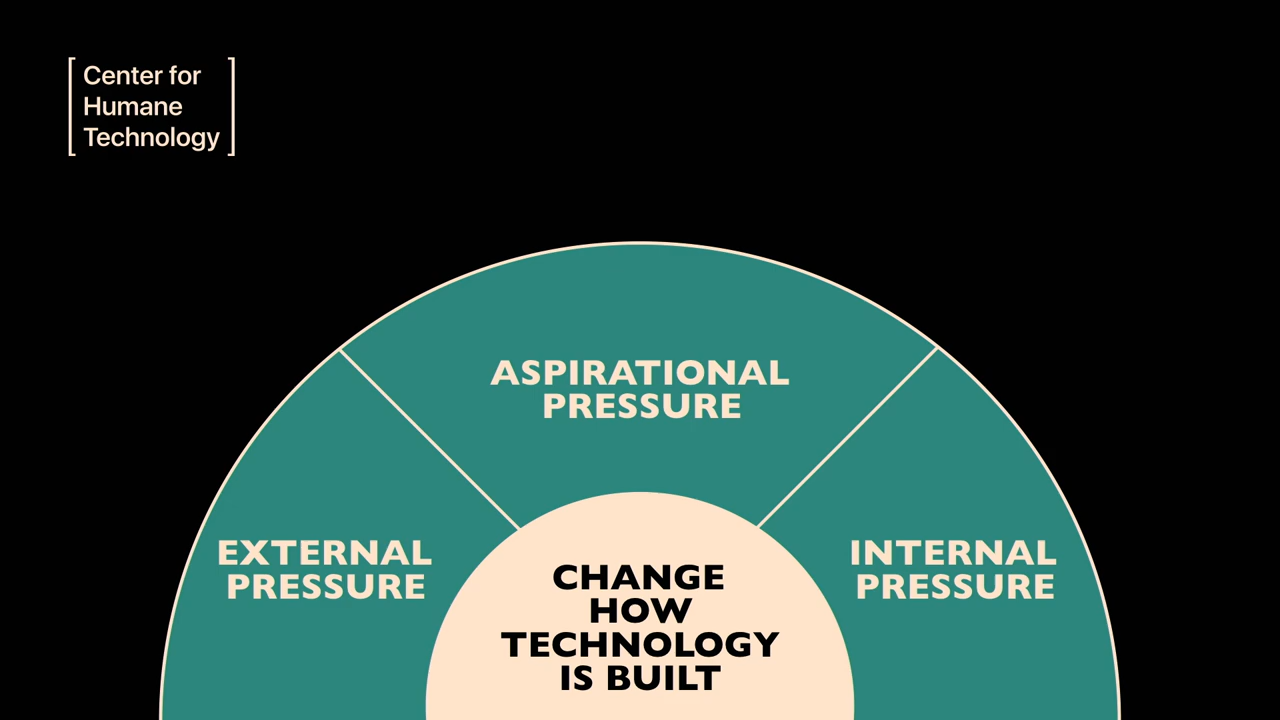 Center for
Humane
Technology
ASPIRATIONAL
PRESSURE
EXTERNAL
PRESSURE
INTERNAL
PRESSURE
CHANGE
HOW
TECHNOLOGY
IS BUILT